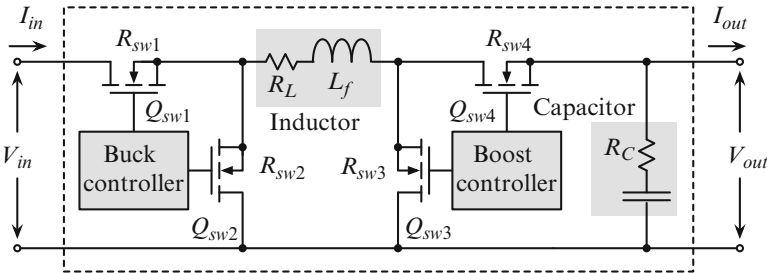 I_in
I_out
R_sw1
R_sw4
R_L
L_f
Q_sw1
Q_sw4
Capacitor
Inductor
V_in
Buck
controller
R_sw2
R_sw3
Boost
controller
R_C
V_out
Q_sw2
Q_sw3